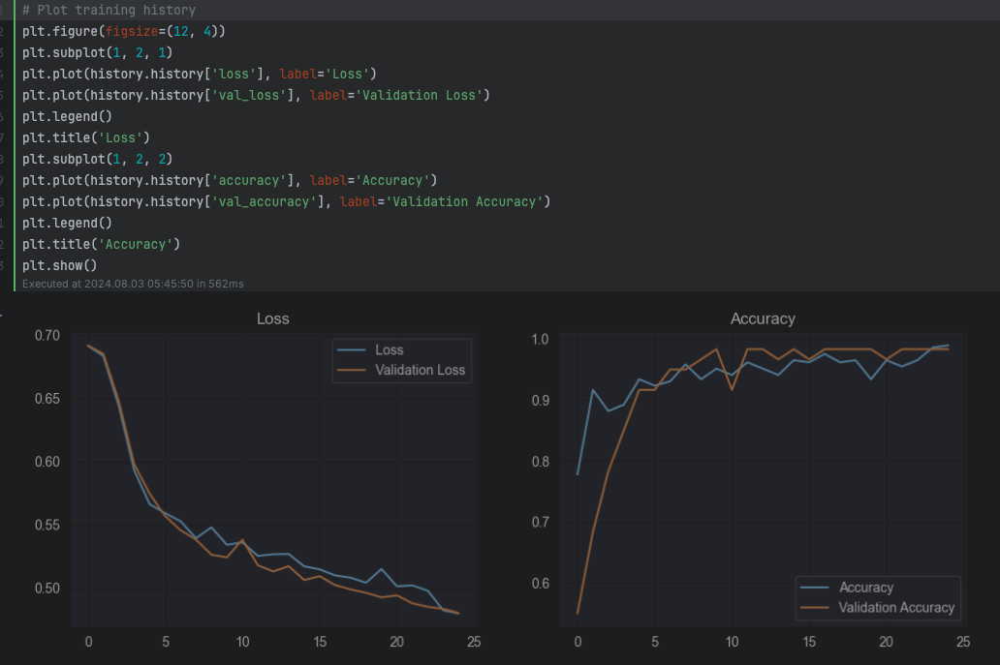 # Plot training history
plt.figure(figsize=(12, 4))
plt.subplot(1, 2, 1)
plt.plot(history.history['loss'], label='Loss')
plt.plot(history.history['val_loss'], label='Validation Loss')
plt.legend()
plt.title('Loss')
plt.subplot(1, 2, 2)
plt.plot(history.history['accuracy'], label='Accuracy')
plt.plot(history.history['val_accuracy'], label='Validation Accuracy')
plt.legend()
plt.title('Accuracy')
plt.show()
Executed at 2024.08.03 05:45:50 in 562ms
Loss
0.70
0.65
0.60
0.55
0.50
0 5 10 15 20 25
Loss
Validation Loss
Accuracy
1.0
0.9
0.8
0.7
0.6
0 5 10 15 20 25
Accuracy
Validation Accuracy